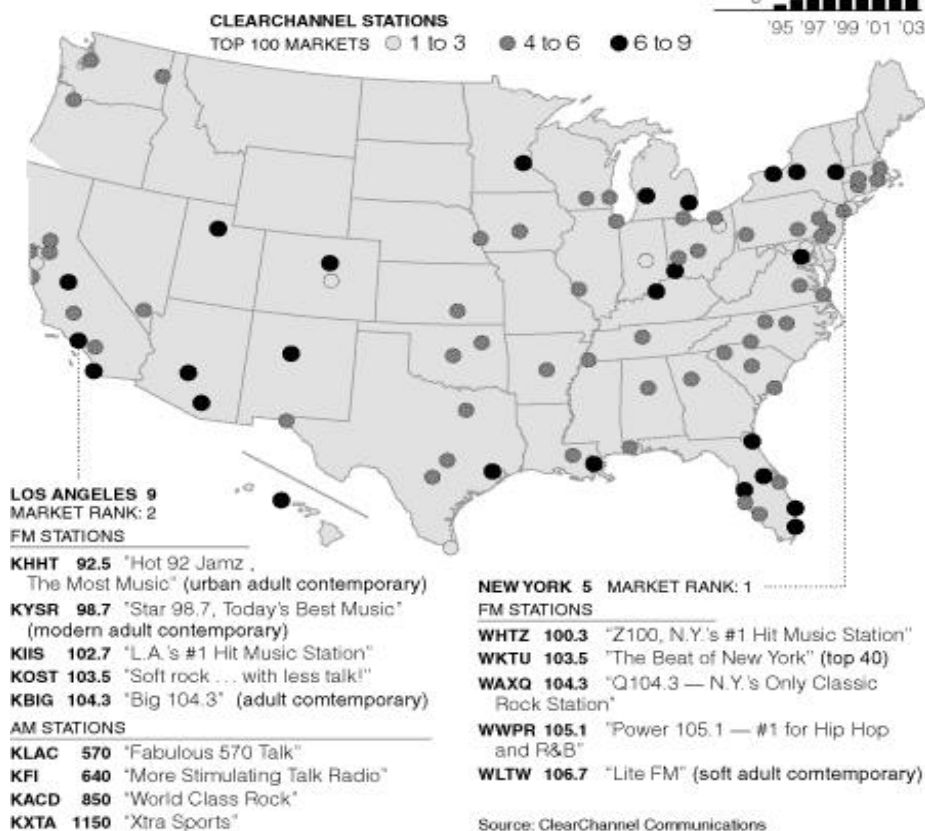 CLEARCHANNEL STATIONS
TOP 100 MARKETS 1 to 3 4 to 6 6 to 9
'95 '97 '99 '01 '03
LOS ANGELES 9
MARKET RANK: 2
FM STATIONS
KHHT 92.5 "Hot 92 Jamz ,
The Most Music" (urban adult contemporary)
KYSR 98.7 "Star 98.7, Today's Best Music"
(modern adult contemporary)
KIIS 102.7 "L.A.'s #1 Hit Music Station"
KOST 103.5 "Soft rock ... with less talk!"
KBIG 104.3 "Big 104.3" (adult comtemporary)
AM STATIONS
KLAC 570 "Fabulous 570 Talk"
KFI 640 "More Stimulating Talk Radio"
KACD 850 "World Class Rock"
KXTA 1150 "Xtra Sports"
NEW YORK 5 MARKET RANK: 1
FM STATIONS
WHTZ 100.3 "Z100, N.Y.'s #1 Hit Music Station"
WKTU 103.5 "The Beat of New York" (top 40)
WAXQ 104.3 "Q104.3 — N.Y.'s Only Classic
Rock Station"
WWPR 105.1 "Power 105.1 — #1 for Hip Hop
and R&B"
WLTW 106.7 "Lite FM" (soft adult comtemporary)
Source: ClearChannel Communications